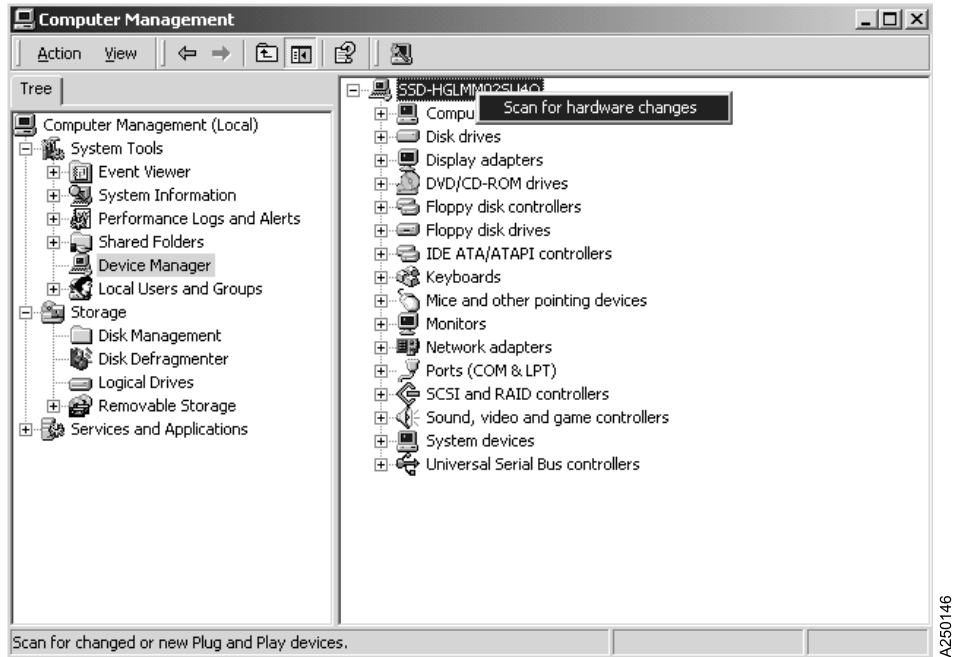 Computer Management
Action View
Tree
Computer Management (Local)
System Tools
Event Viewer
System Information
Performance Logs and Alerts
Shared Folders
Device Manager
Local Users and Groups
Storage
Disk Management
Disk Defragmenter
Logical Drives
Removable Storage
Services and Applications
Scan for hardware changes
Disk drives
Display adapters
DVD/CD-ROM drives
Floppy disk controllers
Floppy disk drives
IDE ATA/ATAPI controllers
Keyboards
Mice and other pointing devices
Monitors
Network adapters
Ports (COM & LPT)
SCSI and RAID controllers
Sound, video and game controllers
System devices
Universal Serial Bus controllers
Scan for changed or new Plug and Play devices.
A250146